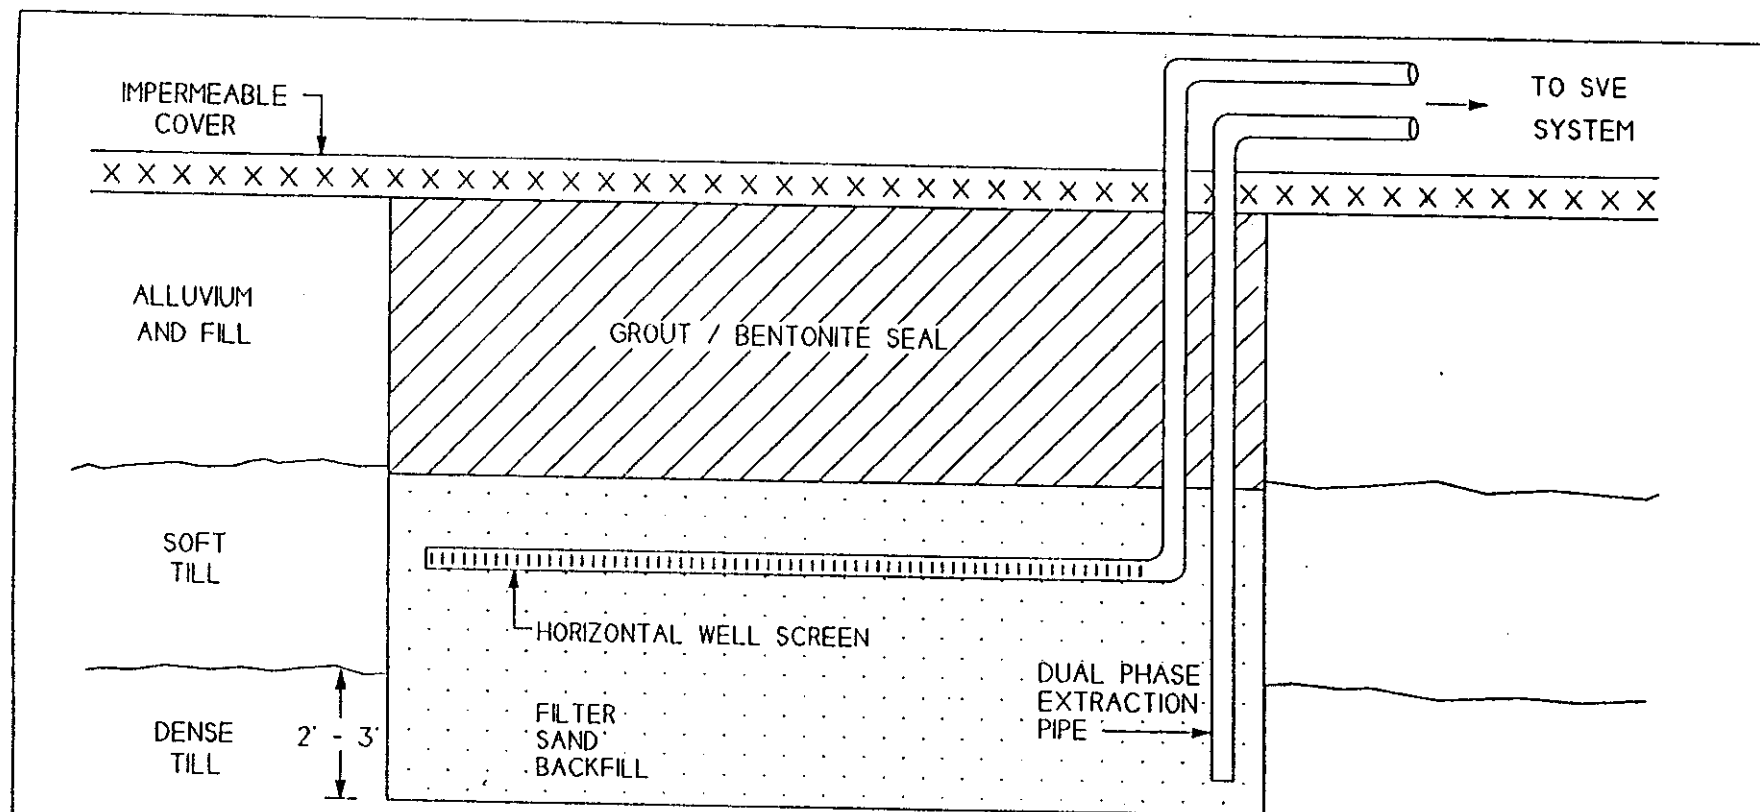 IMPERMEABLE
COVER
TO SVE
SYSTEM
X X X X X X X X X X X X X X X X X X X X X X X X X X X X X X X X X X X X X X X X X X X X
ALLUVIUM
AND FILL
GROUT / BENTONITE SEAL
SOFT
TILL
HORIZONTAL WELL SCREEN
DUAL PHASE
EXTRACTION
PIPE
FILTER
SAND
BACKFILL
DENSE
TILL
2' - 3'